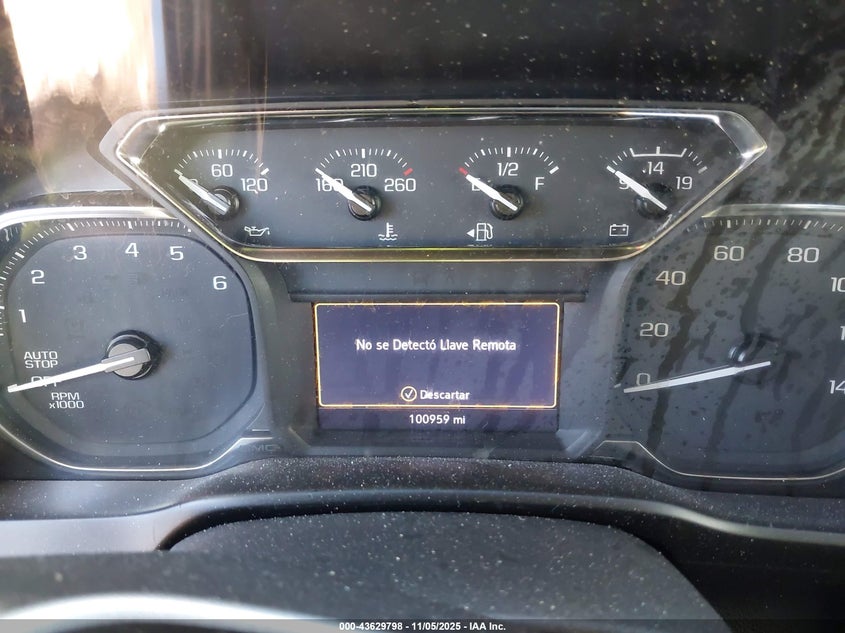 60
120
160
210
260
1/2
F
9
14
19
1
2
3
4
5
6
AUTO
STOP
OFF
RPM
x1000
No se Detectó Llave Remota
Descartar
100959 mi
0
20
40
60
80
GMC
000-43629798 - 11/05/2025 - IAA Inc.